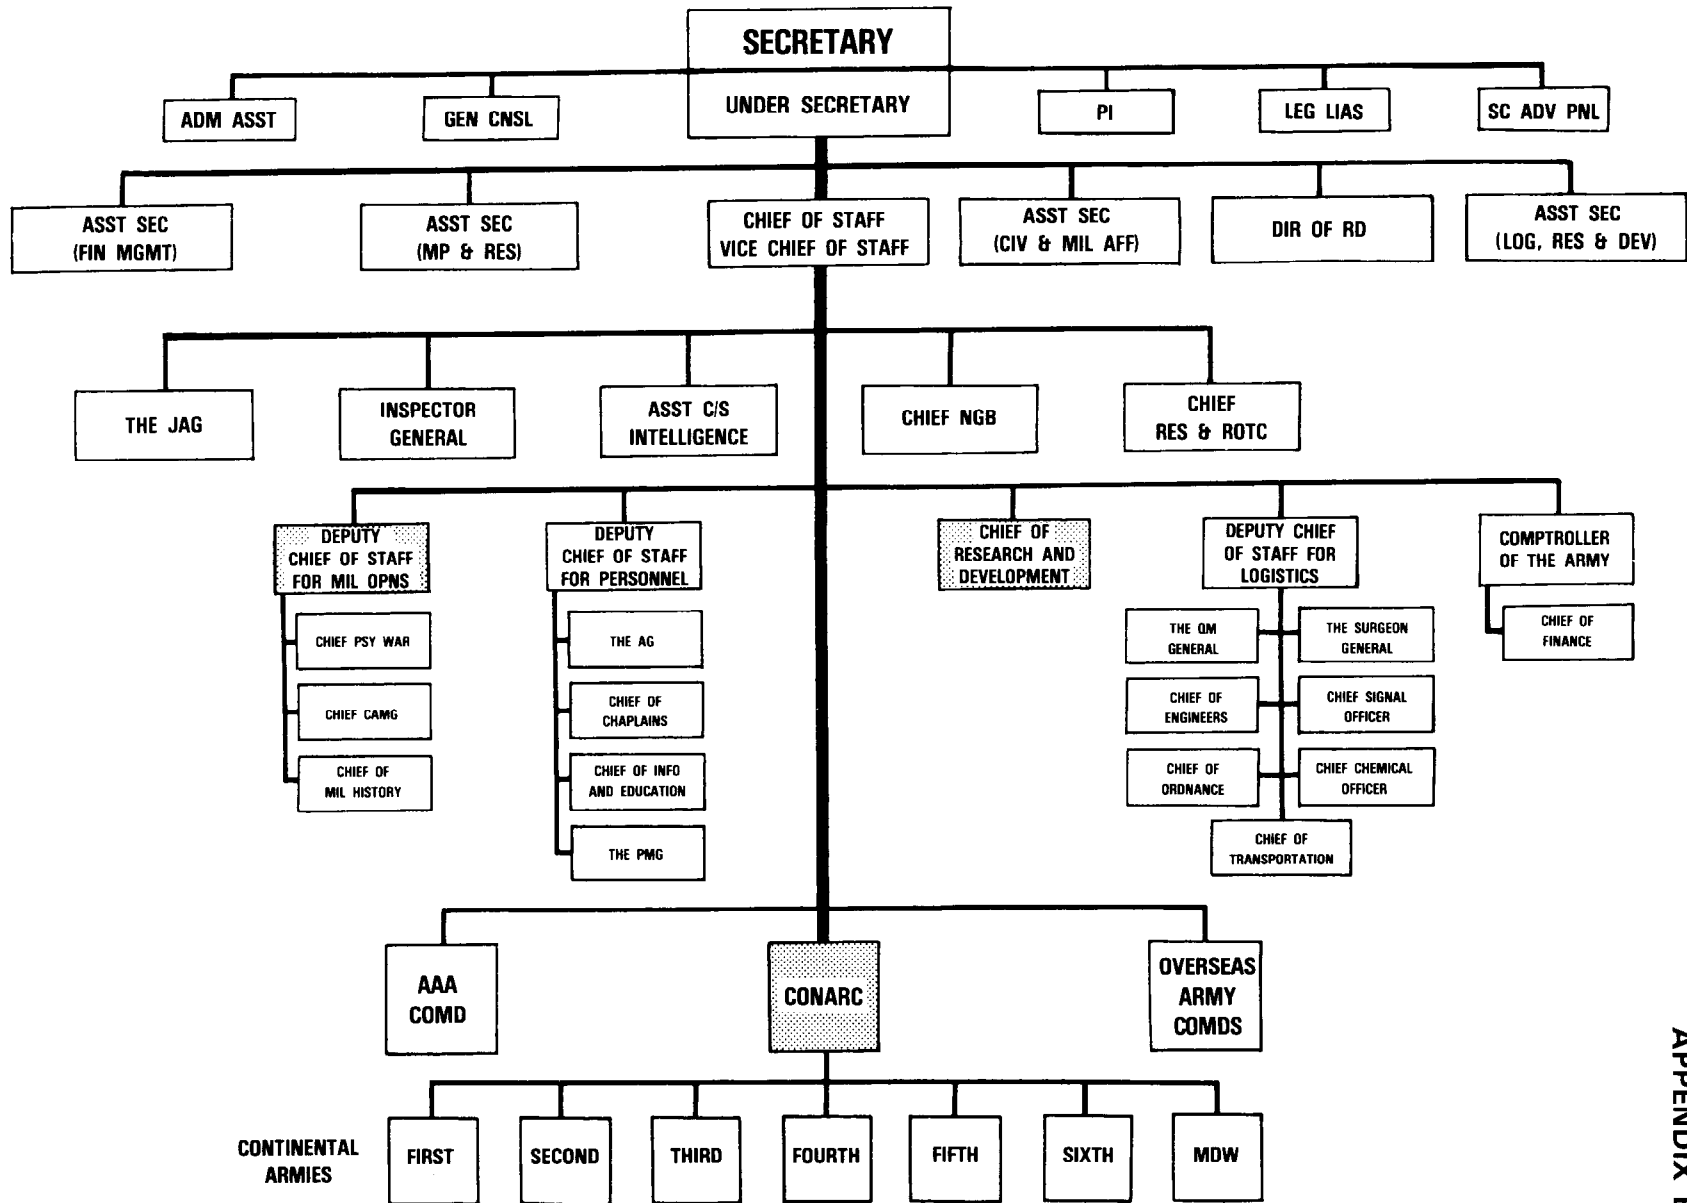 SECRETARY
UNDER SECRETARY
ADM ASST
GEN CNSL
PI
LEG LIAS
SC ADV PNL
ASST SEC
(FIN MGMT)
ASST SEC
(MP & RES)
CHIEF OF STAFF
VICE CHIEF OF STAFF
ASST SEC
(CIV & MIL AFF)
DIR OF RD
ASST SEC
(LOG, RES & DEV)
THE JAG
INSPECTOR
GENERAL
ASST C/S
INTELLIGENCE
CHIEF NGB
CHIEF
RES & ROTC
DEPUTY
CHIEF OF STAFF
FOR MIL OPNS
CHIEF PSY WAR
CHIEF CAMG
CHIEF OF
MIL HISTORY
DEPUTY
CHIEF OF STAFF
FOR PERSONNEL
THE AG
CHIEF OF
CHAPLAINS
CHIEF OF INFO
AND EDUCATION
THE PMG
CHIEF OF
RESEARCH AND
DEVELOPMENT
DEPUTY CHIEF
OF STAFF FOR
LOGISTICS
THE QM
GENERAL
THE SURGEON
GENERAL
CHIEF OF
ENGINEERS
CHIEF SIGNAL
OFFICER
CHIEF OF
ORDNANCE
CHIEF CHEMICAL
OFFICER
CHIEF OF
TRANSPORTATION
COMPTROLLER
OF THE ARMY
CHIEF OF
FINANCE
AAA
COMD
CONARC
OVERSEAS
ARMY
COMDS
CONTINENTAL
ARMIES
FIRST
SECOND
THIRD
FOURTH
FIFTH
SIXTH
MDW
APPENDIX